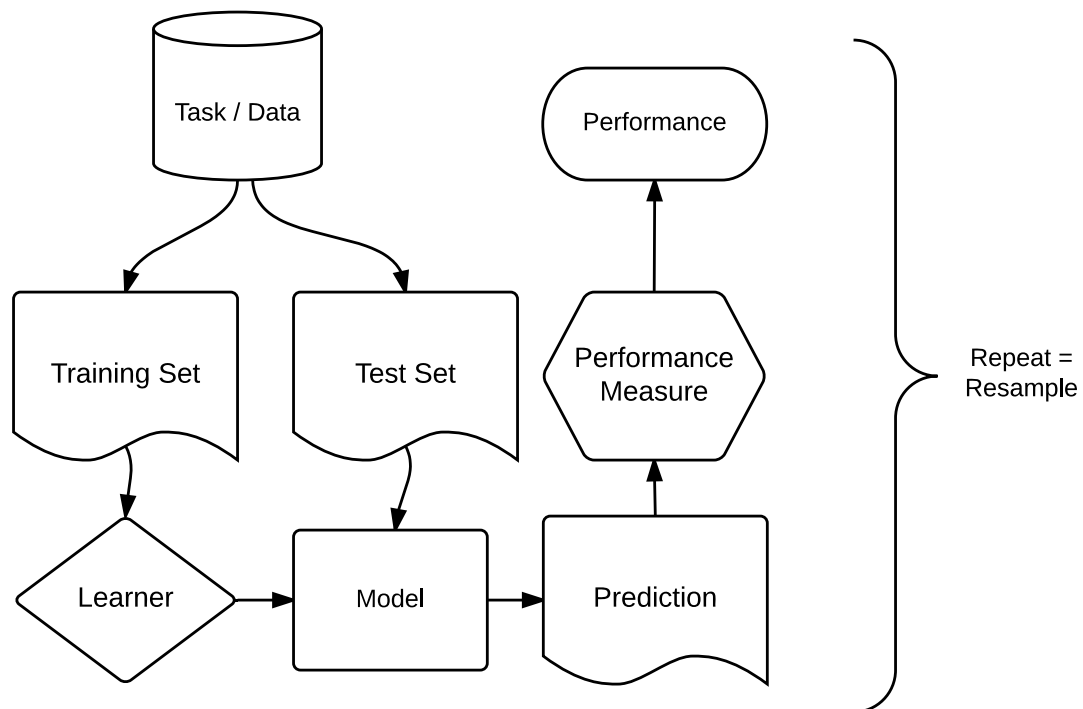 Task / Data
Performance
Training Set
Test Set
Performance
Measure
Repeat =
Resample
Learner
Model
Prediction